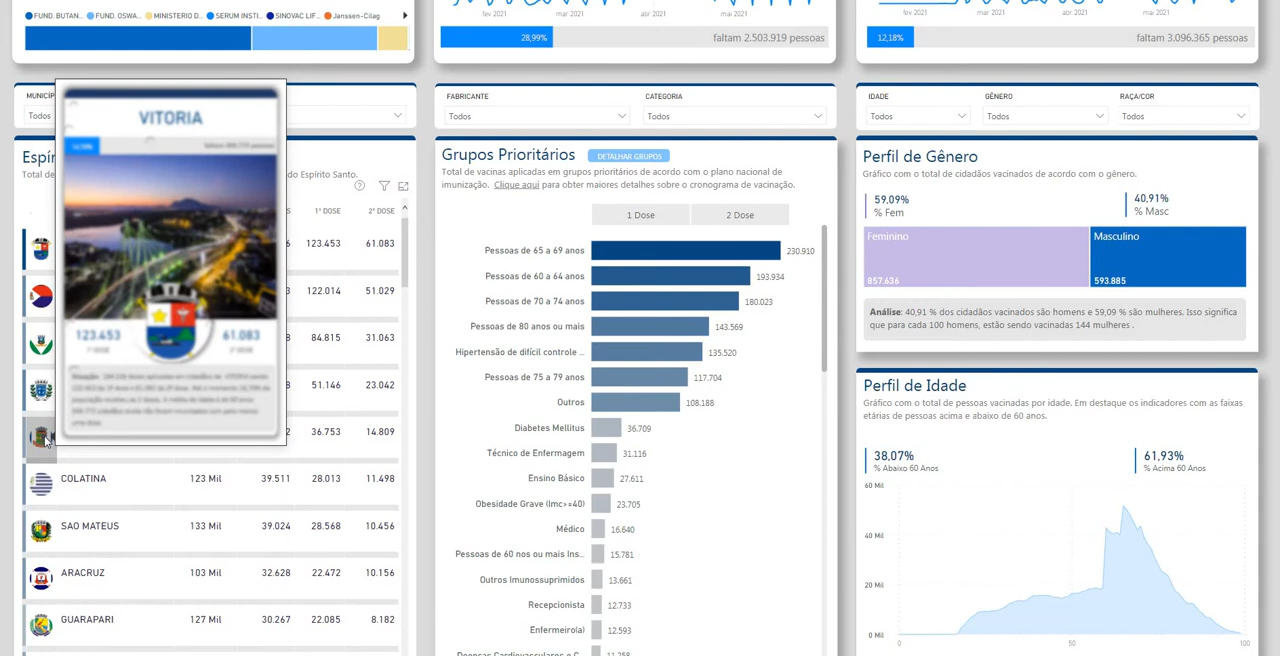 FUND. BUTAN... FUND. OSWA... MINISTERIO D... SERUM INSTI... SINOVAC LIF... Janssen-Cilag
fev 2021 mar 2021 abr 2021 mai 2021
28,99% faltam 2.503.919 pessoas
fev 2021 mar 2021 abr 2021 mai 2021
12,18% faltam 3.096.365 pessoas
MUNICÍP
Todos
VITORIA
123.453 61.083
1ª DOSE 2ª DOSE
Espír
Total de
do Espírito Santo.
S 1ª DOSE 2ª DOSE
6 123.453 61.083
3 122.014 51.029
8 84.815 31.063
8 51.146 23.042
2 36.753 14.809
COLATINA 123 Mil 39.511 28.013 11.498
SAO MATEUS 133 Mil 39.024 28.568 10.456
ARACRUZ 103 Mil 32.628 22.472 10.156
GUARAPARI 127 Mil 30.267 22.085 8.182
FABRICANTE CATEGORIA
Todos Todos
Grupos Prioritários DETALHAR GRUPOS
Total de vacinas aplicadas em grupos prioritários de acordo com o plano nacional de
imunização. Clique aqui para obter maiores detalhes sobre o cronograma de vacinação.
1 Dose 2 Dose
Pessoas de 65 a 69 anos 230.910
Pessoas de 60 a 64 anos 193.934
Pessoas de 70 a 74 anos 180.023
Pessoas de 80 anos ou mais 143.569
Hipertensão de difícil controle ... 135.520
Pessoas de 75 a 79 anos 117.704
Outros 108.188
Diabetes Mellitus 36.709
Técnico de Enfermagem 31.116
Ensino Básico 27.611
Obesidade Grave (Imc>=40) 23.705
Médico 16.640
Pessoas de 60 nos ou mais Ins... 15.781
Outros Imunossuprimidos 13.661
Recepcionista 12.733
Enfermeiro(a) 12.593
Doenças Cardiovasculares e C... 11.258
IDADE GÊNERO RAÇA/COR
Todos Todos Todos
Perfil de Gênero
Gráfico com o total de cidadãos vacinados de acordo com o gênero.
59,09% 40,91%
% Fem % Masc
Feminino Masculino
857.636 593.885
Análise: 40,91 % dos cidadãos vacinados são homens e 59,09 % são mulheres. Isso significa
que para cada 100 homens, estão sendo vacinadas 144 mulheres .
Perfil de Idade
Gráfico com o total de pessoas vacinadas por idade. Em destaque os indicadores com as faixas
etárias de pessoas acima e abaixo de 60 anos.
38,07% 61,93%
% Abaixo 60 Anos % Acima 60 Anos
60 Mil
40 Mil
20 Mil
0 Mil
0 50 100